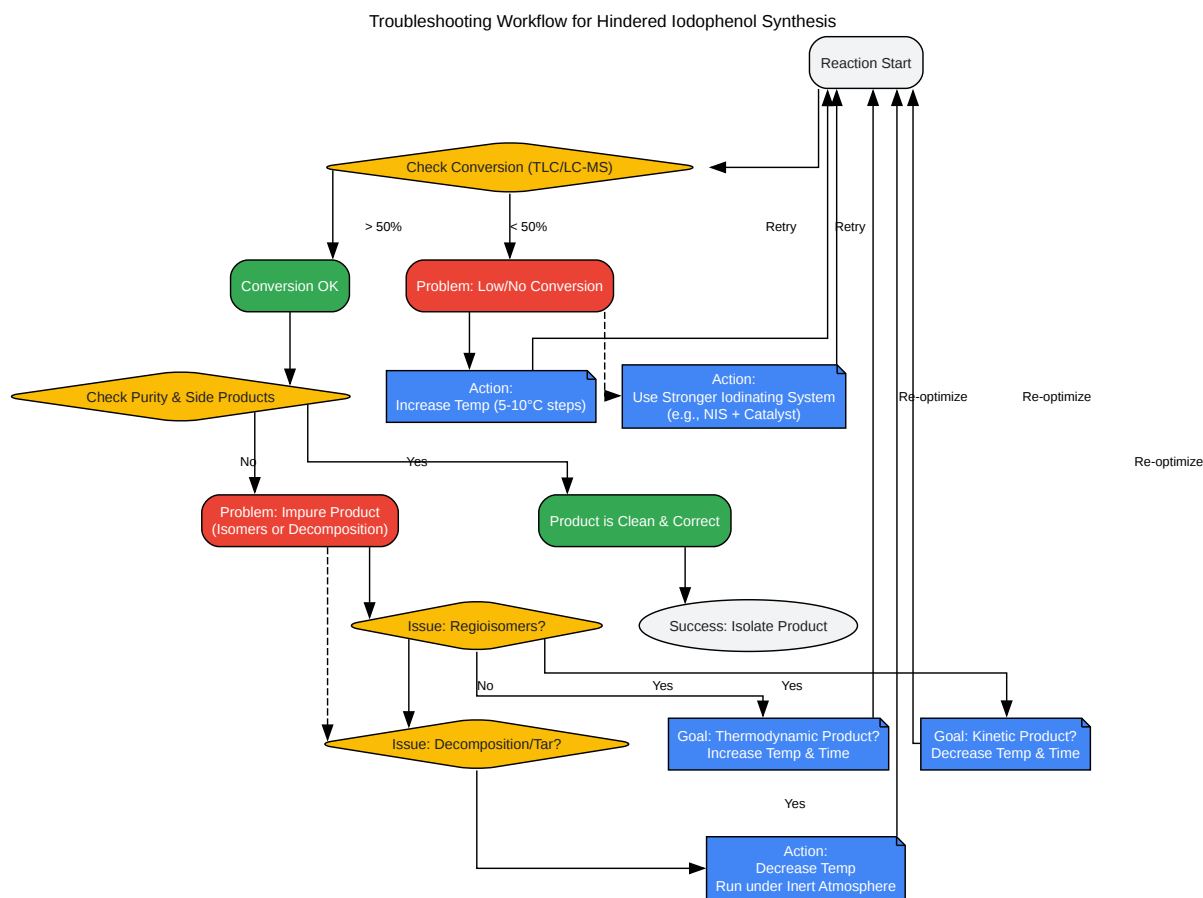 Troubleshooting Workflow for Hindered Iodophenol Synthesis
Reaction Start
Check Conversion (TLC/LC-MS)
> 50%
< 50%
Retry
Retry
Conversion OK
Problem: Low/No Conversion
Action:
Increase Temp (5-10°C steps)
Action:
Use Stronger Iodinating System
(e.g., NIS + Catalyst)
Check Purity & Side Products
Re-optimize
Re-optimize
No
Yes
Re-optimize
Problem: Impure Product
(Isomers or Decomposition)
Product is Clean & Correct
Issue: Regioisomers?
Success: Isolate Product
No
Yes
Yes
Issue: Decomposition/Tar?
Goal: Thermodynamic Product?
Increase Temp & Time
Goal: Kinetic Product?
Decrease Temp & Time
Yes
Action:
Decrease Temp
Run under Inert Atmosphere